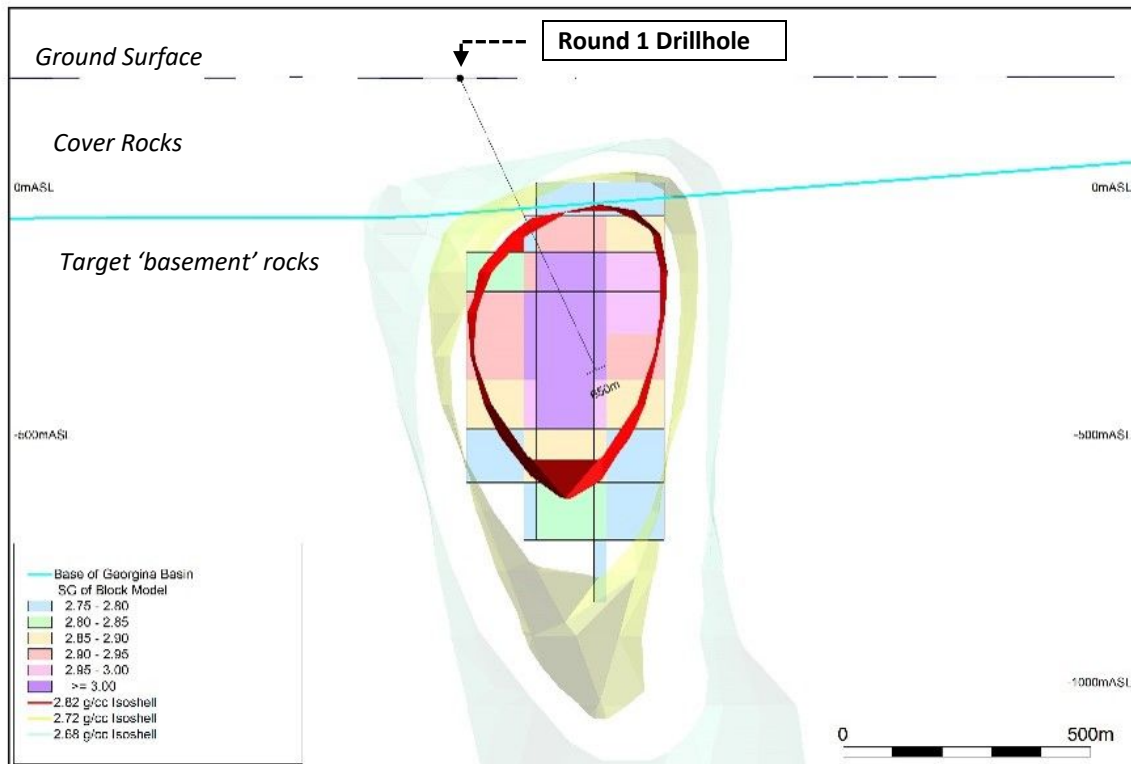 Round 1 Drillhole
Ground Surface
Cover Rocks
0mASL 0mASL
Target ‘basement’ rocks
650m
-500mASL -500mASL
Base of Georgina Basin
SG of Block Model
2.75 - 2.80
2.80 - 2.85
2.85 - 2.90
2.90 - 2.95
2.95 - 3.00
>= 3.00
2.82 g/cc Isoshell
2.72 g/cc Isoshell
2.68 g/cc Isoshell
-1000mASL
0 500m